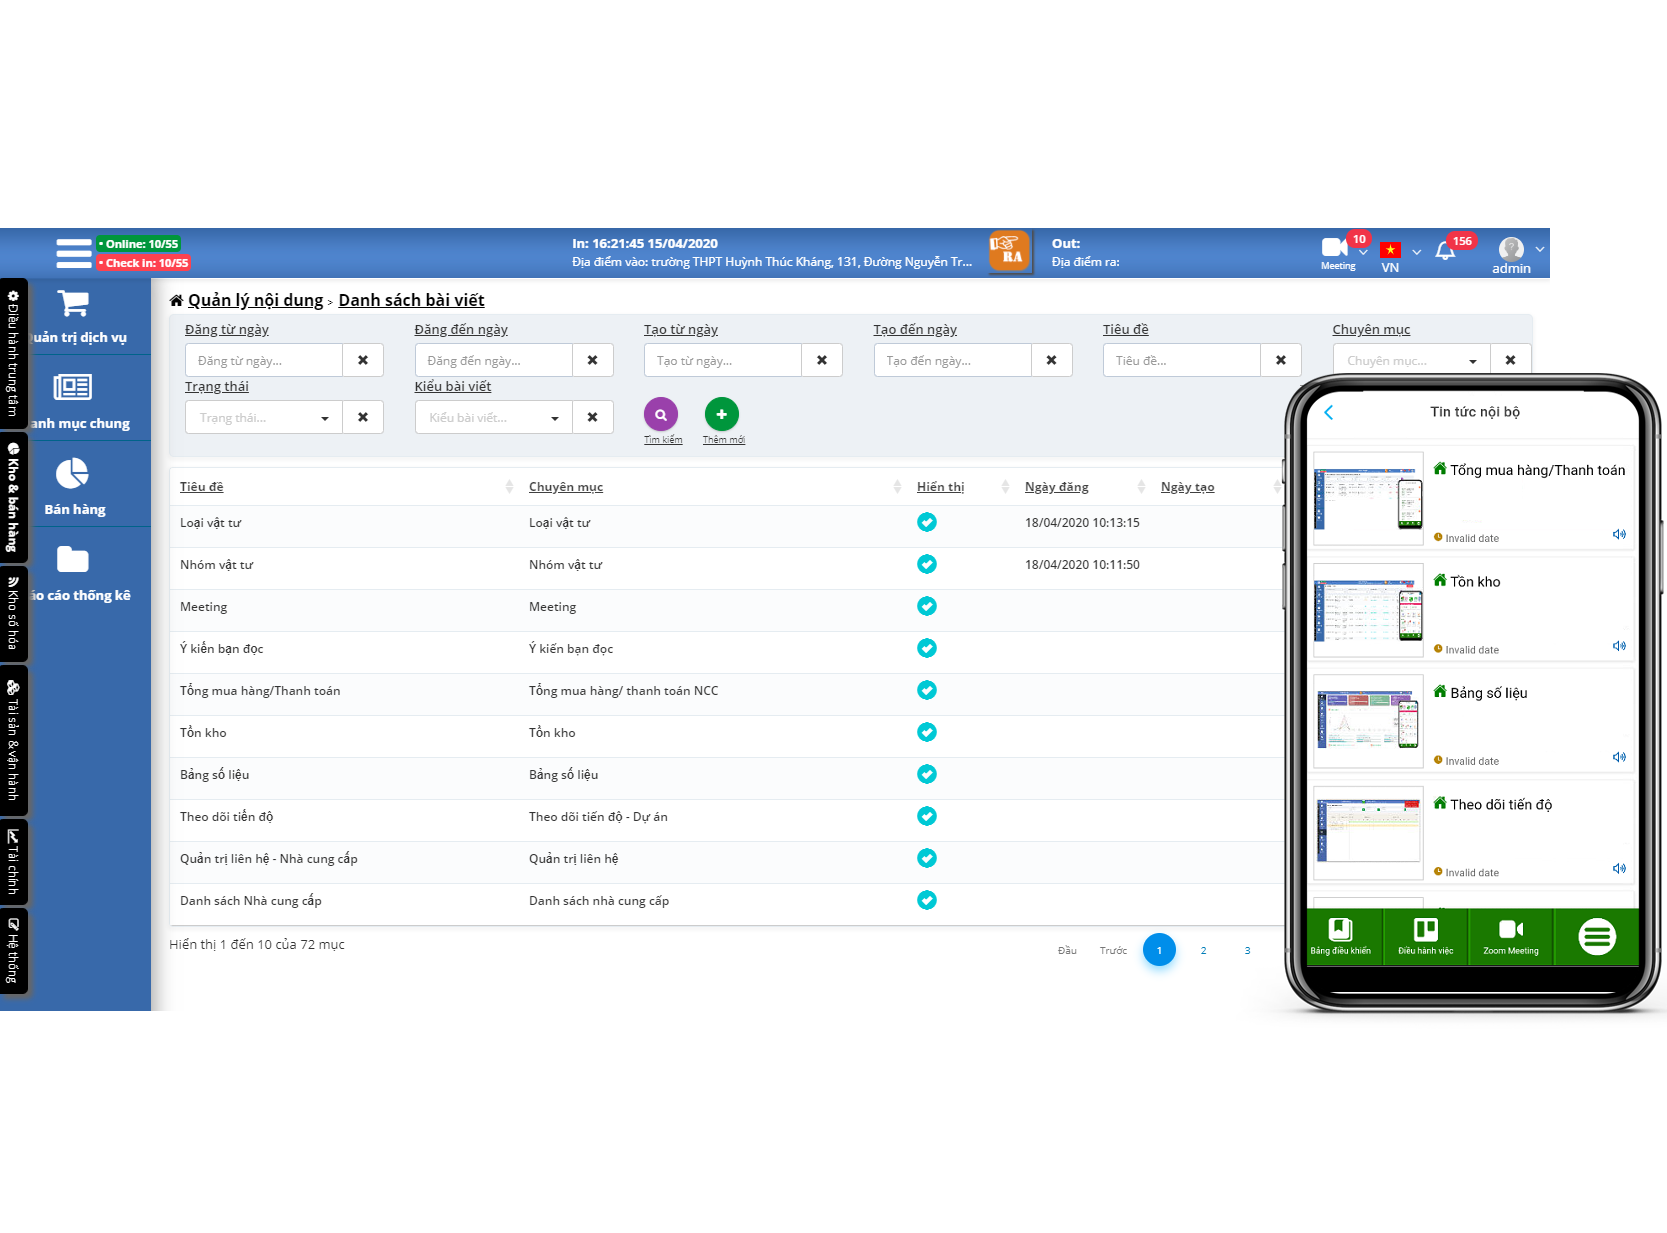 • Online: 10/55
• Check in: 10/55
In: 16:21:45 15/04/2020
Địa điểm vào: trường THPT Huỳnh Thúc Kháng, 131, Đường Nguyễn Tr...
RA
Out:
Địa điểm ra:
10
Meeting
VN
156
admin
Điều hành trung tâm
Kho & bán hàng
Kho số hóa
Tài sản &vận hành
Tài chính
Hệ thống
uản trị dịch vụ
anh mục chung
Bán hàng
áo cáo thống kê
Quản lý nội dung > Danh sách bài viết
Đăng từ ngày
Đăng đến ngày
Tạo từ ngày
Tạo đến ngày
Tiêu đề
Chuyên mục
Đăng từ ngày...
Đăng đến ngày...
Tạo từ ngày...
Tạo đến ngày...
Tiêu đề...
Chuyên mục...
Trạng thái
Kiểu bài viết
Trạng thái...
Kiểu bài viết...
Tìm kiếm
Thêm mới
Tiêu đề Chuyên mục Hiển thị Ngày đăng Ngày tạo
Loại vật tư Loại vật tư 18/04/2020 10:13:15
Nhóm vật tư Nhóm vật tư 18/04/2020 10:11:50
Meeting Meeting
Ý kiến bạn đọc Ý kiến bạn đọc
Tổng mua hàng/Thanh toán Tổng mua hàng/ thanh toán NCC
Tồn kho Tồn kho
Bảng số liệu Bảng số liệu
Theo dõi tiến độ Theo dõi tiến độ - Dự án
Quản trị liên hệ - Nhà cung cấp Quản trị liên hệ
Danh sách Nhà cung cấp Danh sách nhà cung cấp
Hiển thị 1 đến 10 của 72 mục
Đầu Trước 1 2 3
Tin tức nội bộ
Tổng mua hàng/Thanh toán
Invalid date
Tồn kho
Invalid date
Bảng số liệu
Invalid date
Theo dõi tiến độ
Invalid date
Bảng điều khiển
Điều hành việc
Zoom Meeting